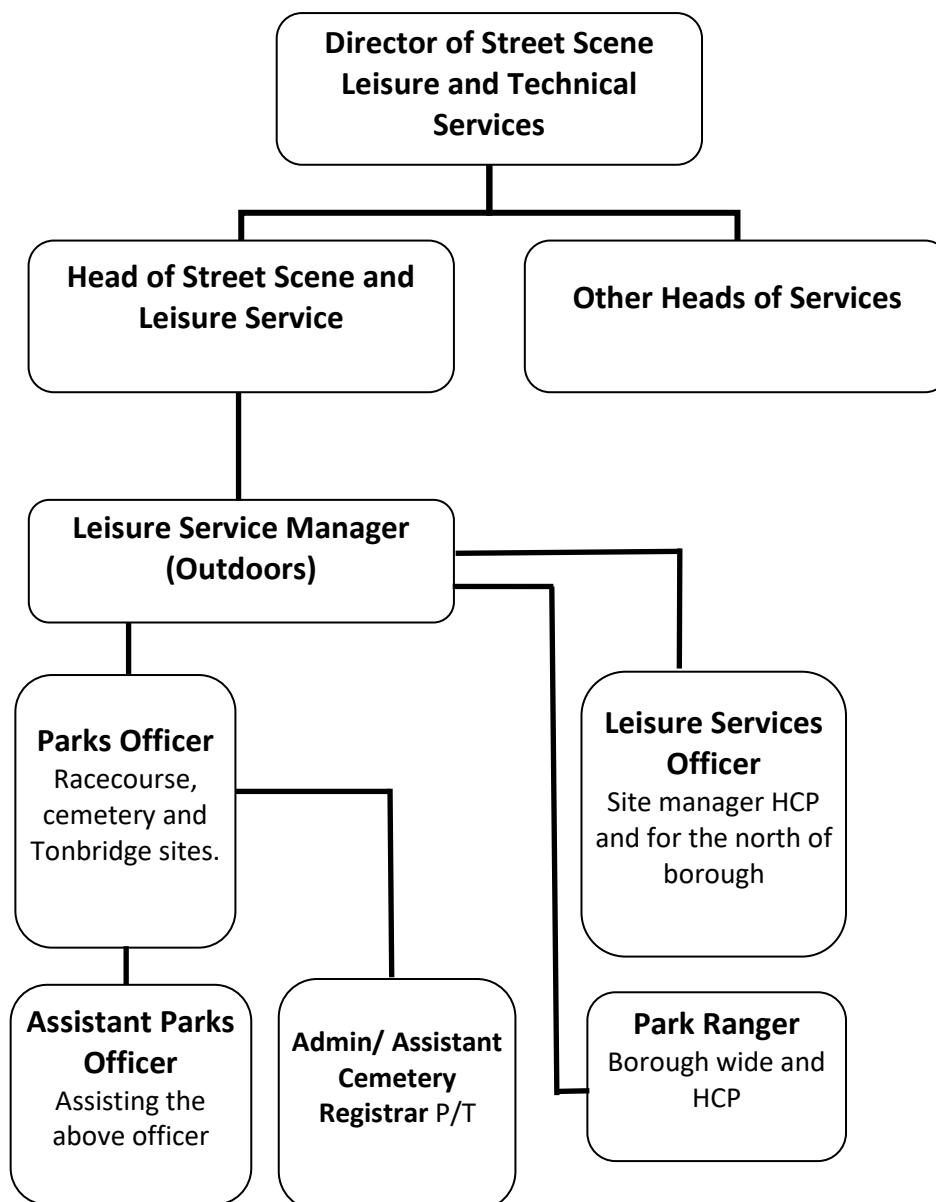 Director of Street Scene
Leisure and Technical
Services
Head of Street Scene and
Leisure Service
Other Heads of Services
Leisure Service Manager
(Outdoors)
Parks Officer
Racecourse,
cemetery and
Tonbridge sites.
Leisure Services
Officer
Site manager HCP
and for the north of
borough
Assistant Parks
Officer
Assisting the
above officer
Admin/ Assistant
Cemetery
Registrar P/T
Park Ranger
Borough wide and
HCP